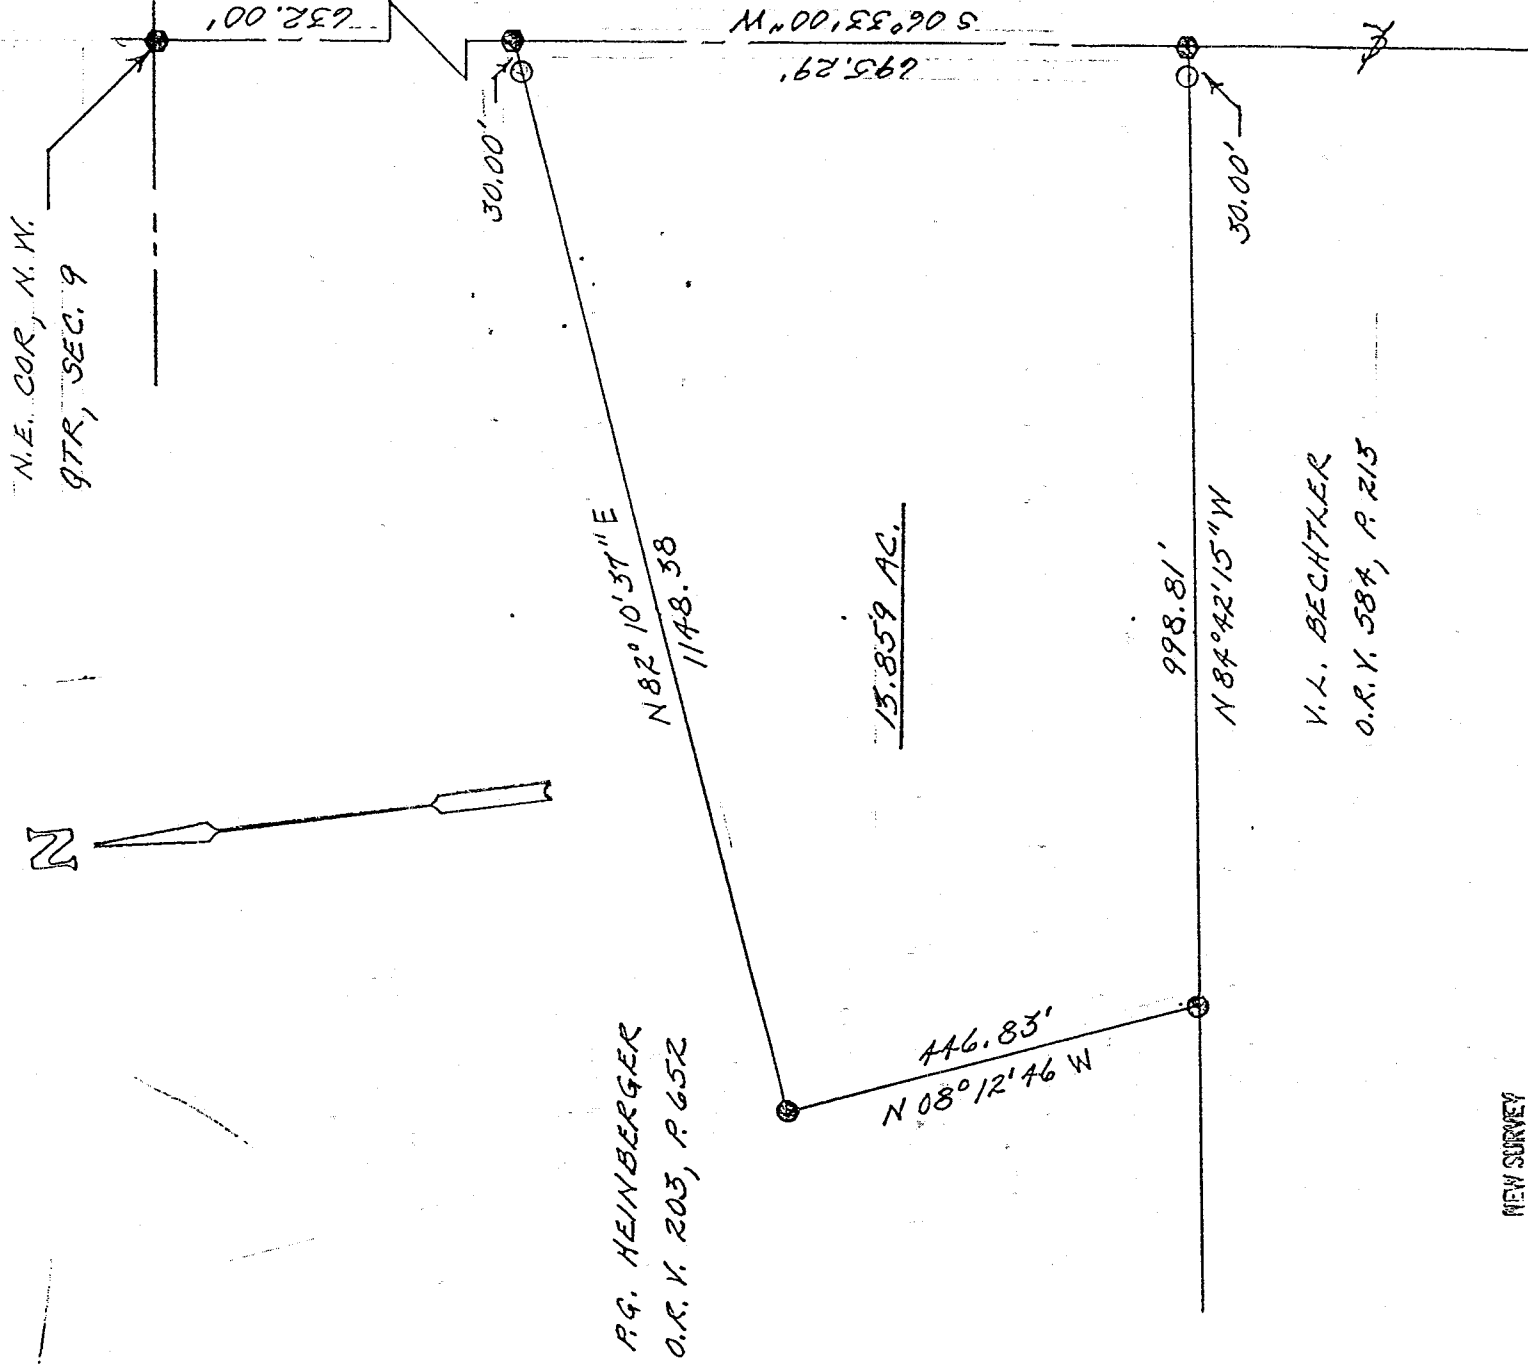 N.E. COR, N.W.
QTR, SEC. 9
632.00'
S 06°33'00" W
693.29'
30.00'
30.00'
N
N 82°10'37" E
1148.38
13.859 AC.
998.81'
N 84°42'15" W
V.L. BECHTLER
O.R.V. 584, P. 213
446.83'
N 08°12'46 W
P.G. HEINBERGER
O.R.V. 203, P. 652
NEW SURVEY